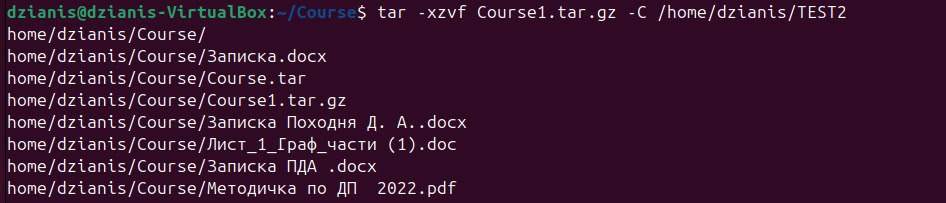 dzianis@dzianis-VirtualBox:~/Course$ tar -xzvf Course1.tar.gz -C /home/dzianis/TEST2
home/dzianis/Course/
home/dzianis/Course/Записка.docx
home/dzianis/Course/Course.tar
home/dzianis/Course/Course1.tar.gz
home/dzianis/Course/Записка Походня Д. А..docx
home/dzianis/Course/Лист_1_Граф_части (1).doc
home/dzianis/Course/Записка ПДА .docx
home/dzianis/Course/Методичка по ДП  2022.pdf